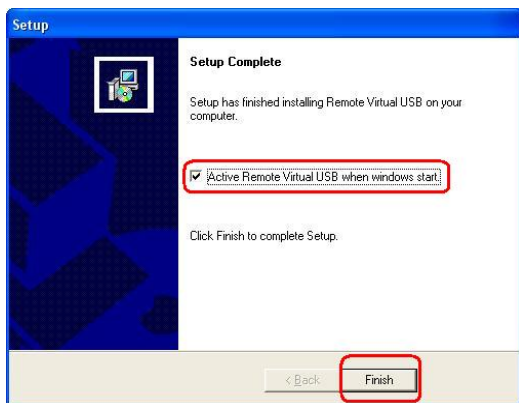 Setup
Setup Complete
Setup has finished installing Remote Virtual USB on your
computer.
Active Remote Virtual USB when windows start.
Click Finish to complete Setup.
< Back
Finish